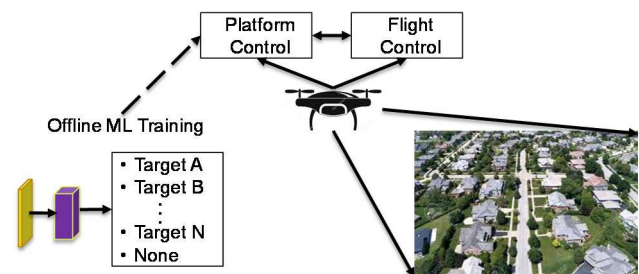 Platform
Control
Flight
Control
Offline ML Training
• Target A
• Target B
⋮
• Target N
• None